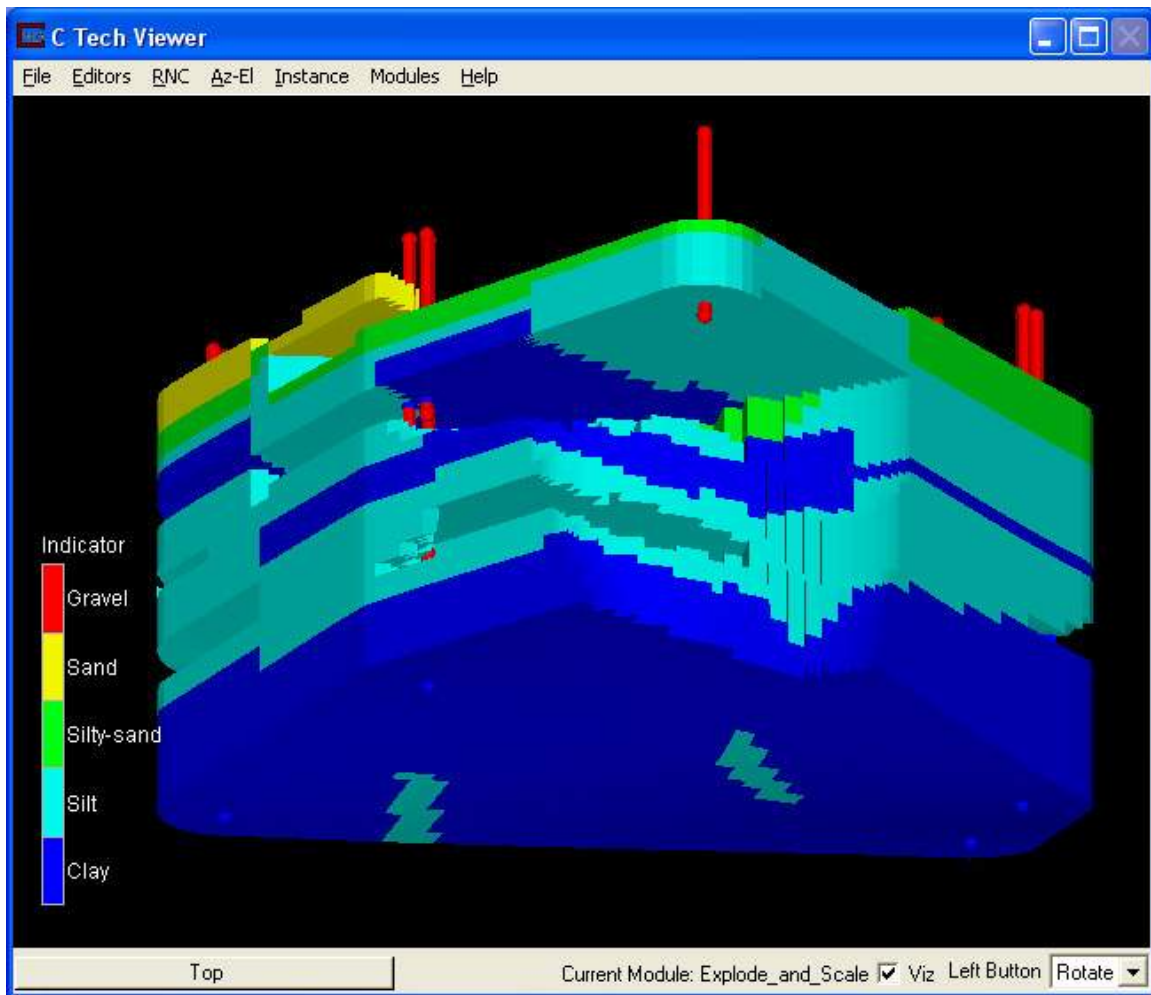 C Tech Viewer
File Editors RNC Az-El Instance Modules Help
Indicator
Gravel
Sand
Silty-sand
Silt
Clay
Top Current Module: Explode_and_Scale Viz Left Button Rotate